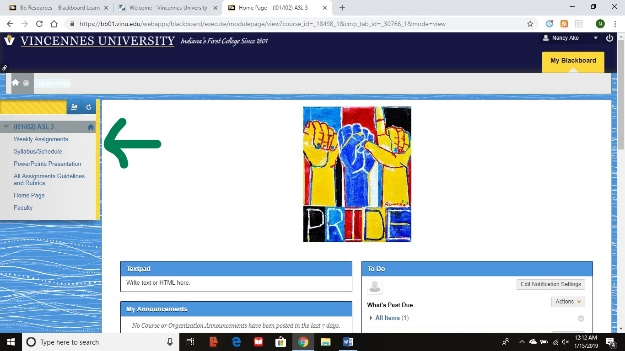 Bb Resources - Blackboard Learn
Welcome - Vincennes University
Home Page – (I01/I02) ASL 3
https://bb01.vinu.edu/webapps/blackboard/execute/modulepage/view?course_id=_18498_1&cmp_tab_id=_30766_1&mode=view
VINCENNES UNIVERSITY Indiana's First College Since 1801
Nancy Ake
My Blackboard
Home Page
(I01/I02) ASL 3
Weekly Assignments
Syllabus/Schedule
PowerPoints Presentation
All Assignments Guidelines
and Rubrics
Home Page
Faculty
PRIDE
Textpad
Write text or HTML here.
My Announcements
No Course or Organization Announcements have been posted in the last 7 days.
To Do
Edit Notification Settings
Actions
What's Past Due
All Items (1)
Type here to search
12:12 AM
1/15/2019